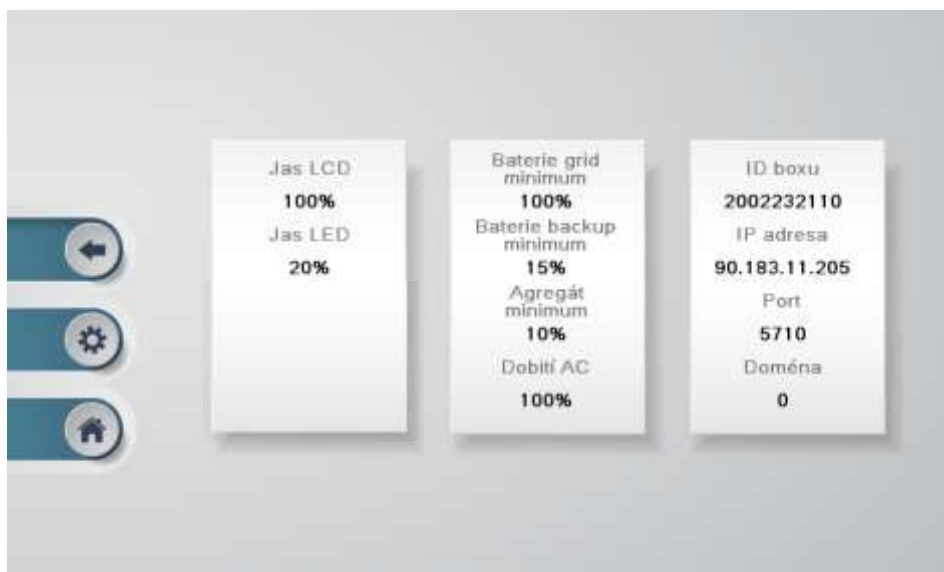 Jas LCD
100%
Jas LED
20%
Baterie grid
minimum
100%
Baterie backup
minimum
15%
Agregát
minimum
10%
Dobití AC
100%
ID boxu
2002232110
IP adresa
90.183.11.205
Port
5710
Doména
0